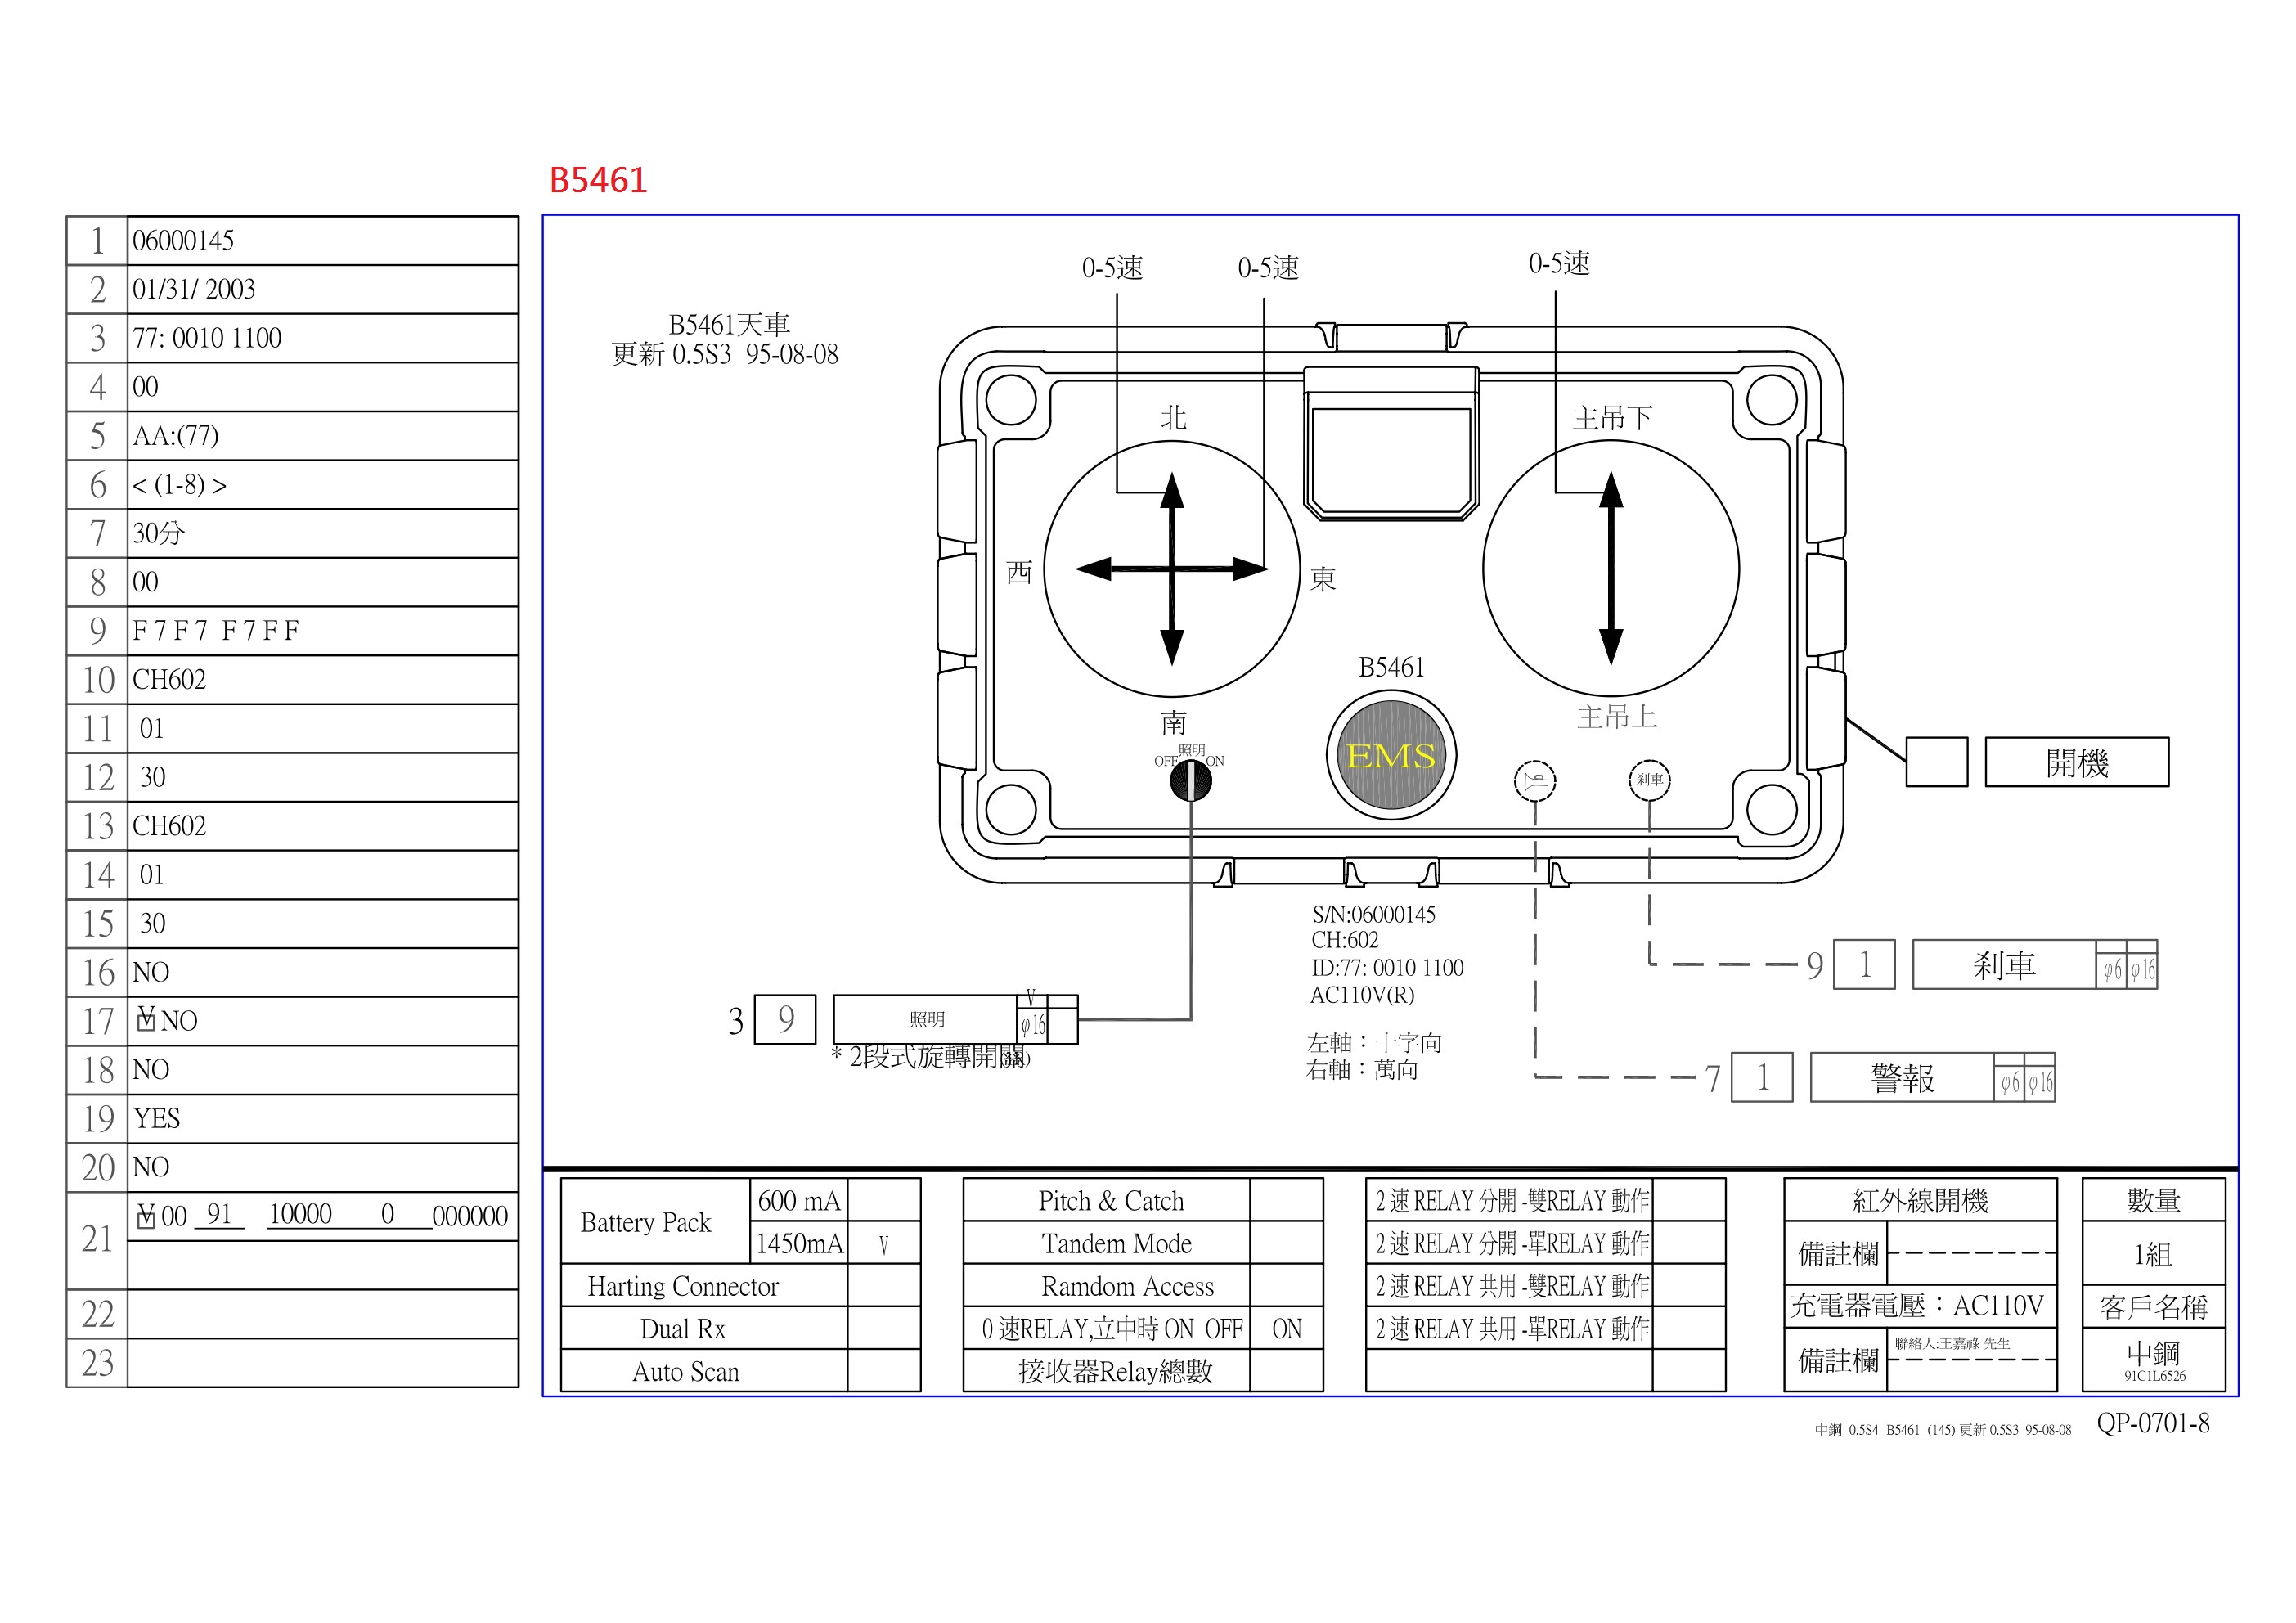 B5461
1 06000145
2 01/31/ 2003
3 77: 0010 1100
4 00
5 AA:(77)
6 < (1-8) >
7 30分
8 00
9 F 7 F 7 F 7 F F
10 CH602
11 01
12 30
13 CH602
14 01
15 30
16 NO
17 V NO
18 NO
19 YES
20 NO
21 V 00 91 10000 0 000000
22
23
0-5速 0-5速 0-5速
B5461天車
更新 0.5S3 95-08-08
北 主吊下
西 東
B5461
南 主吊上
照明
OFF ON
EMS
剎車
開機
S/N:06000145
CH:602
ID:77: 0010 1100
AC110V(R)
左軸：十字向
右軸：萬向
9 1 剎車 φ6 φ16
3 9 照明 V φ16
* 2段式旋轉開關
7 1 警報 φ6 φ16
Battery Pack 600 mA
1450mA V
Harting Connector
Dual Rx
Auto Scan
Pitch & Catch
Tandem Mode
Ramdom Access
0 速RELAY,立中時 ON OFF ON
接收器Relay總數
2 速 RELAY 分開 -雙RELAY 動作
2 速 RELAY 分開 -單RELAY 動作
2 速 RELAY 共用 -雙RELAY 動作
2 速 RELAY 共用 -單RELAY 動作
紅外線開機
備註欄
充電器電壓：AC110V
備註欄 聯絡人:王嘉祿 先生
數量
1組
客戶名稱
中鋼
91C1L6526
中鋼 0.5S4 B5461 (145) 更新 0.5S3 95-08-08 QP-0701-8